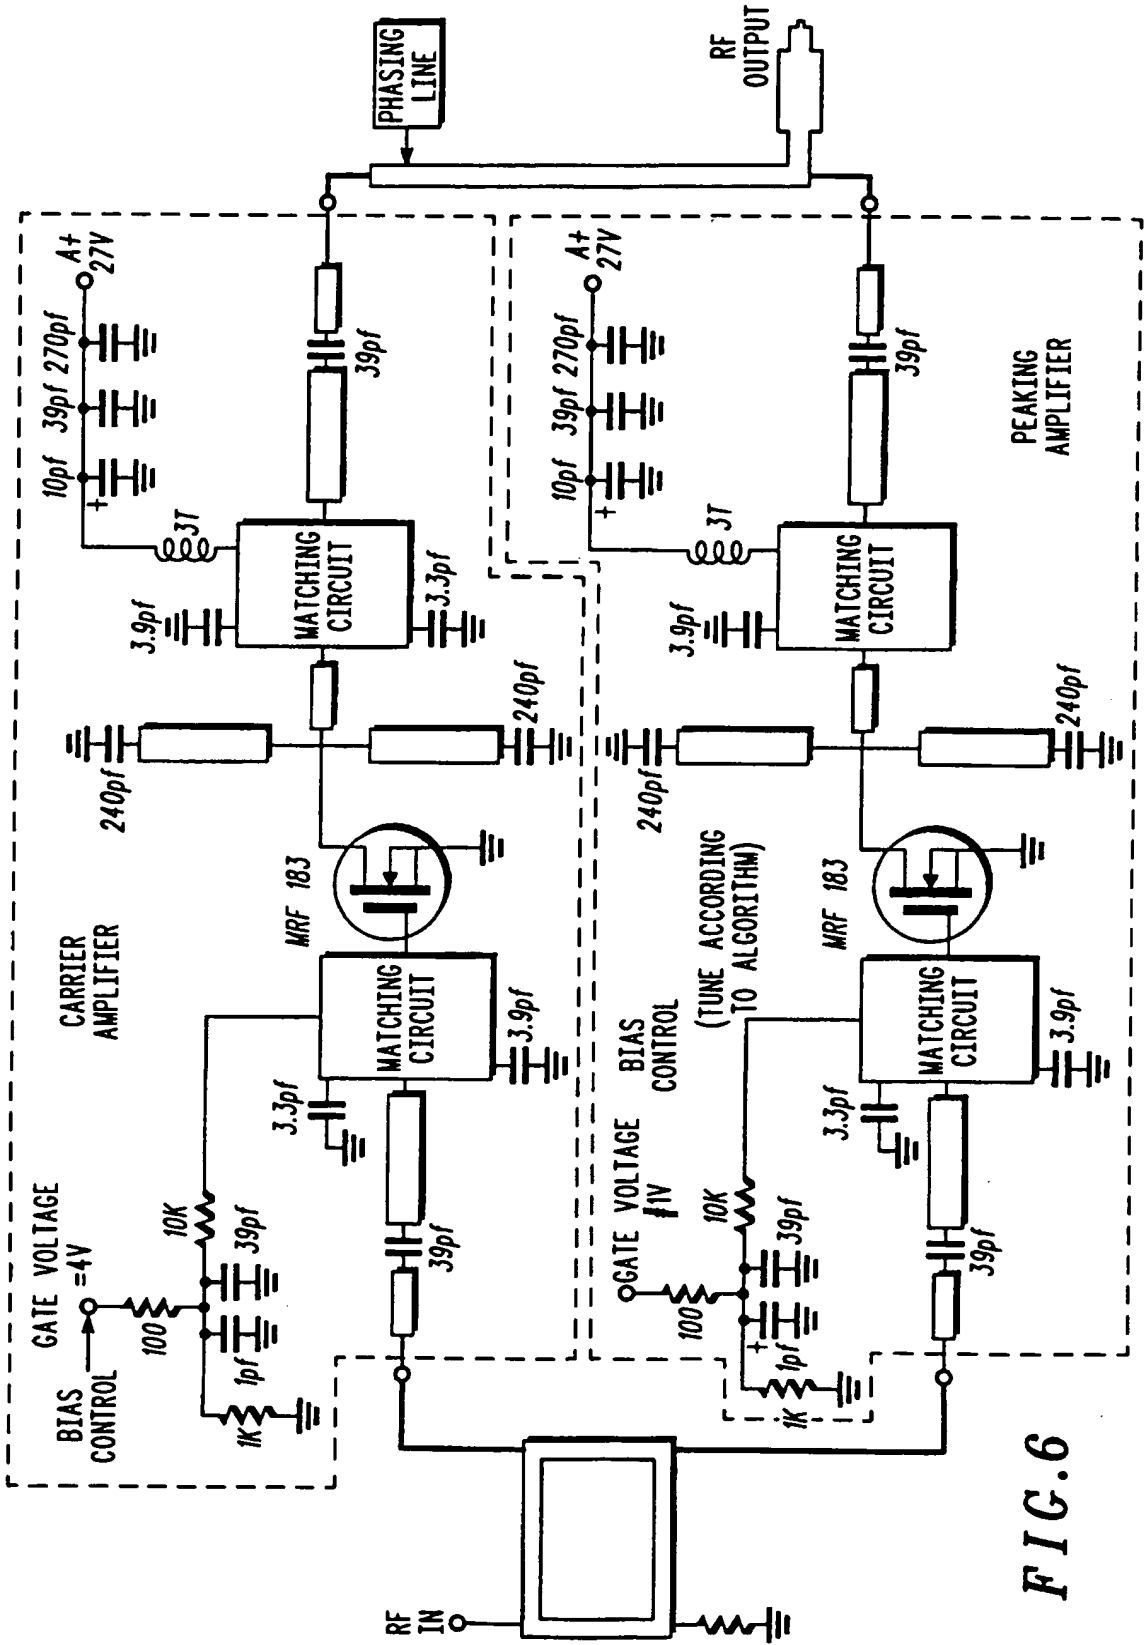 PHASING
LINE
RF
OUTPUT
A+
27V
270pf
39pf
10pf
+
39pf
3T
MATCHING
CIRCUIT
3.9pf
3.3pf
240pf
240pf
MRF 183
CARRIER
AMPLIFIER
MATCHING
CIRCUIT
3.3pf
3.9pf
GATE VOLTAGE
=4V
10K
39pf
100
1pf
1K
BIAS
CONTROL
39pf
A+
27V
270pf
39pf
10pf
+
39pf
PEAKING
AMPLIFIER
3T
MATCHING
CIRCUIT
3.9pf
240pf
240pf
MRF 183
BIAS
CONTROL
(TUNE ACCORDING
TO ALGORITHM)
MATCHING
CIRCUIT
3.3pf
3.9pf
GATE VOLTAGE
1V
10K
39pf
100
+
1pf
1K
39pf
RF
IN
FIG.6